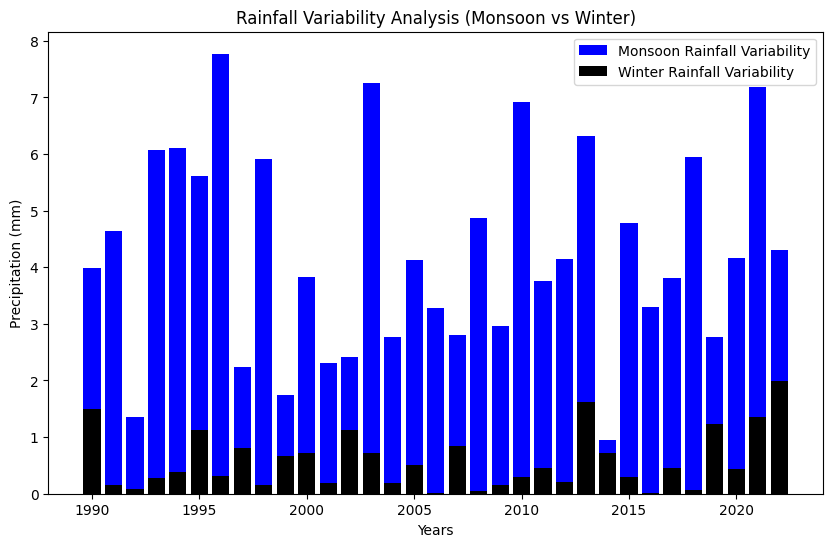 Rainfall Variability Analysis (Monsoon vs Winter)
Monsoon Rainfall Variability
Winter Rainfall Variability
Precipitation (mm)
8
7
6
5
4
3
2
1
0
1990 1995 2000 2005 2010 2015 2020
Years